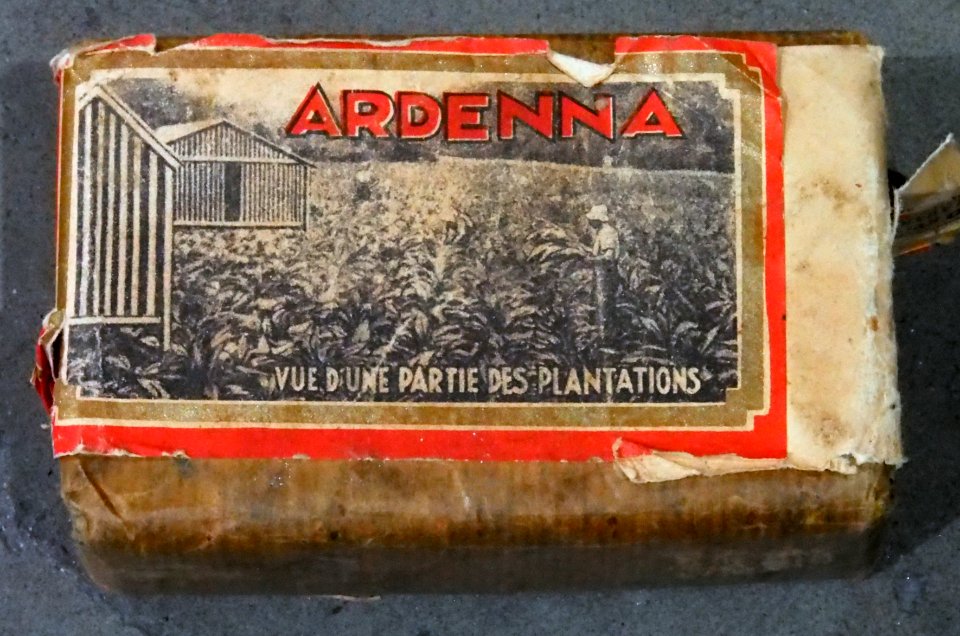 ARDENNA
VUE D'UNE PARTIE DES PLANTATIONS